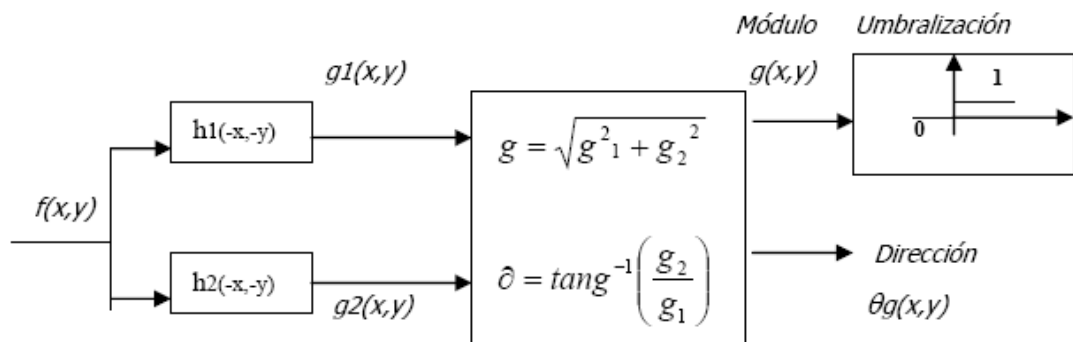 Módulo Umbralización
g1(x,y) g(x,y)
1
0
h1(-x,-y)
g = √(g²₁ + g₂²)
f(x,y)
h2(-x,-y)
∂ = tang⁻¹(g₂/g₁)
Dirección
g2(x,y)
θg(x,y)